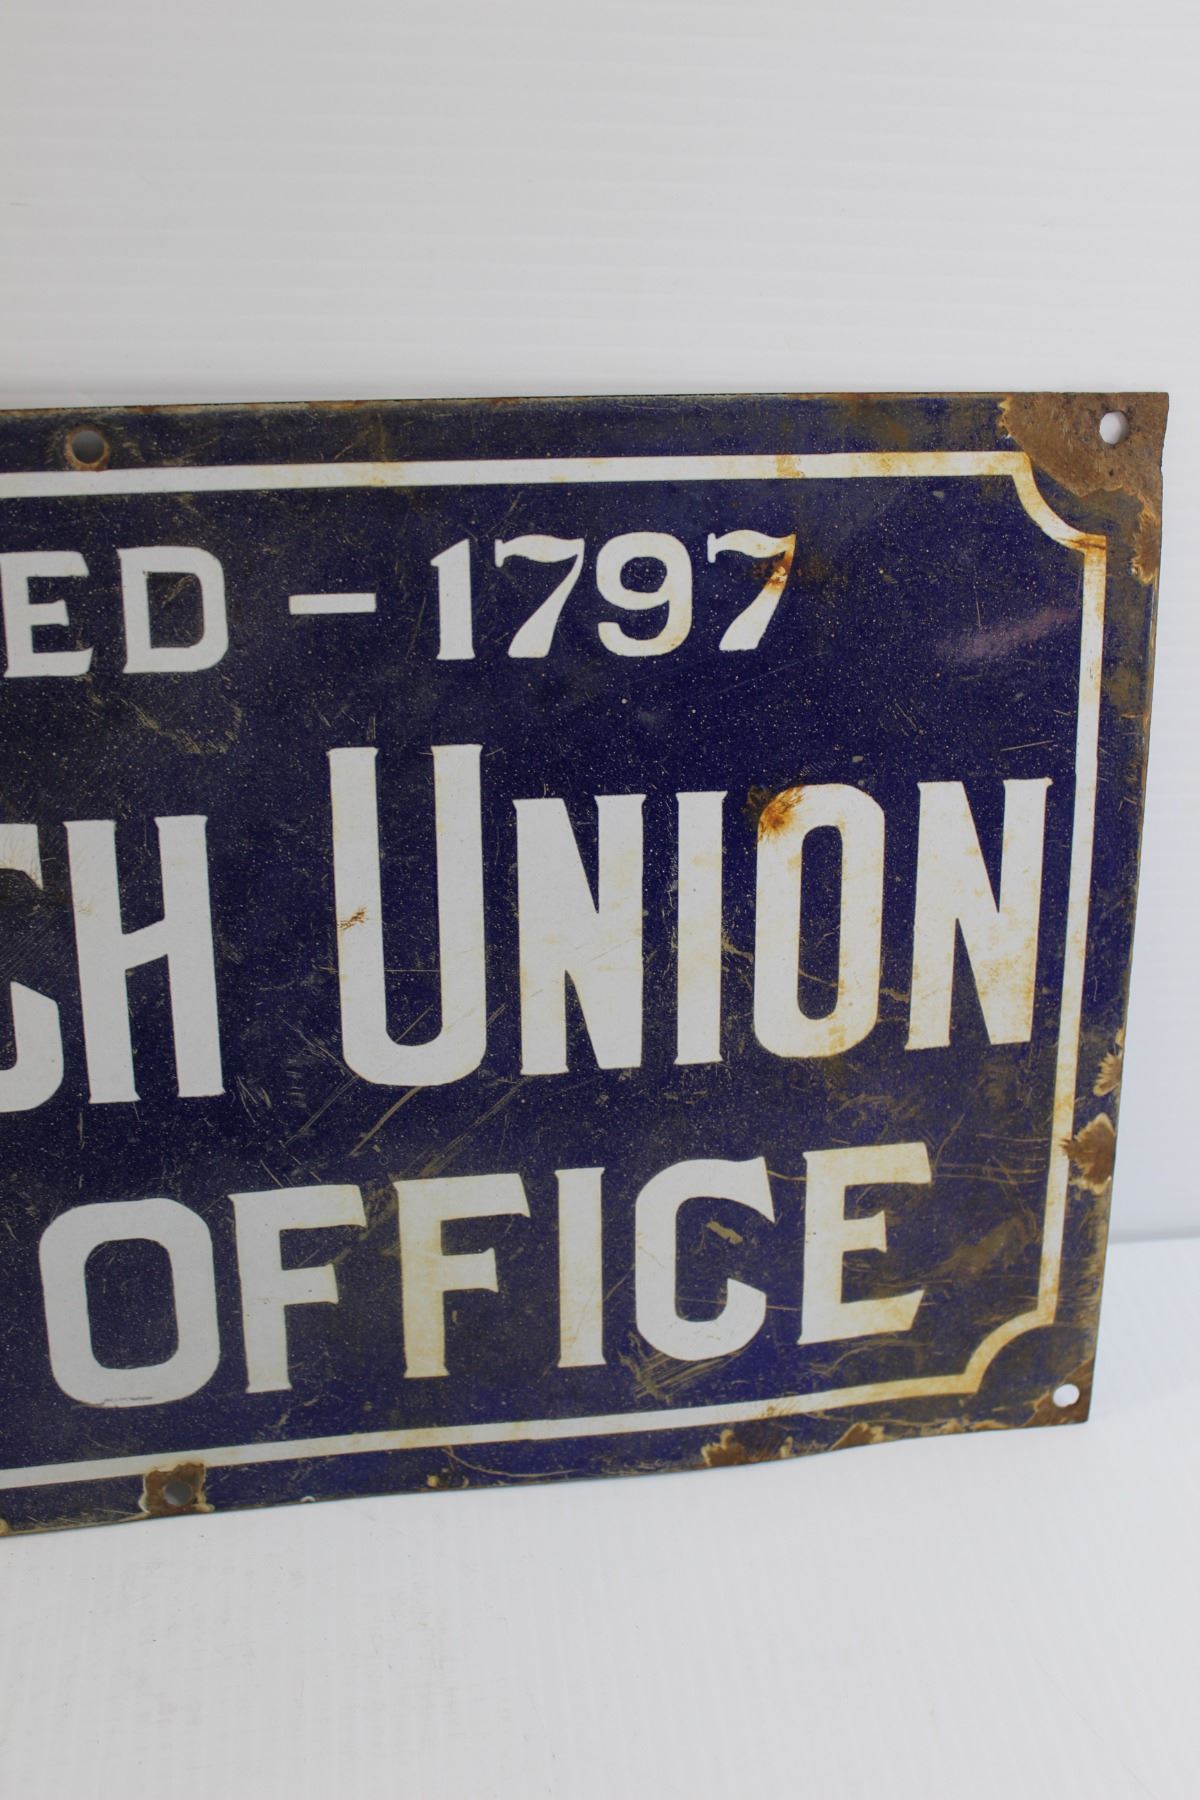 ED – 1797
CH UNION
OFFICE